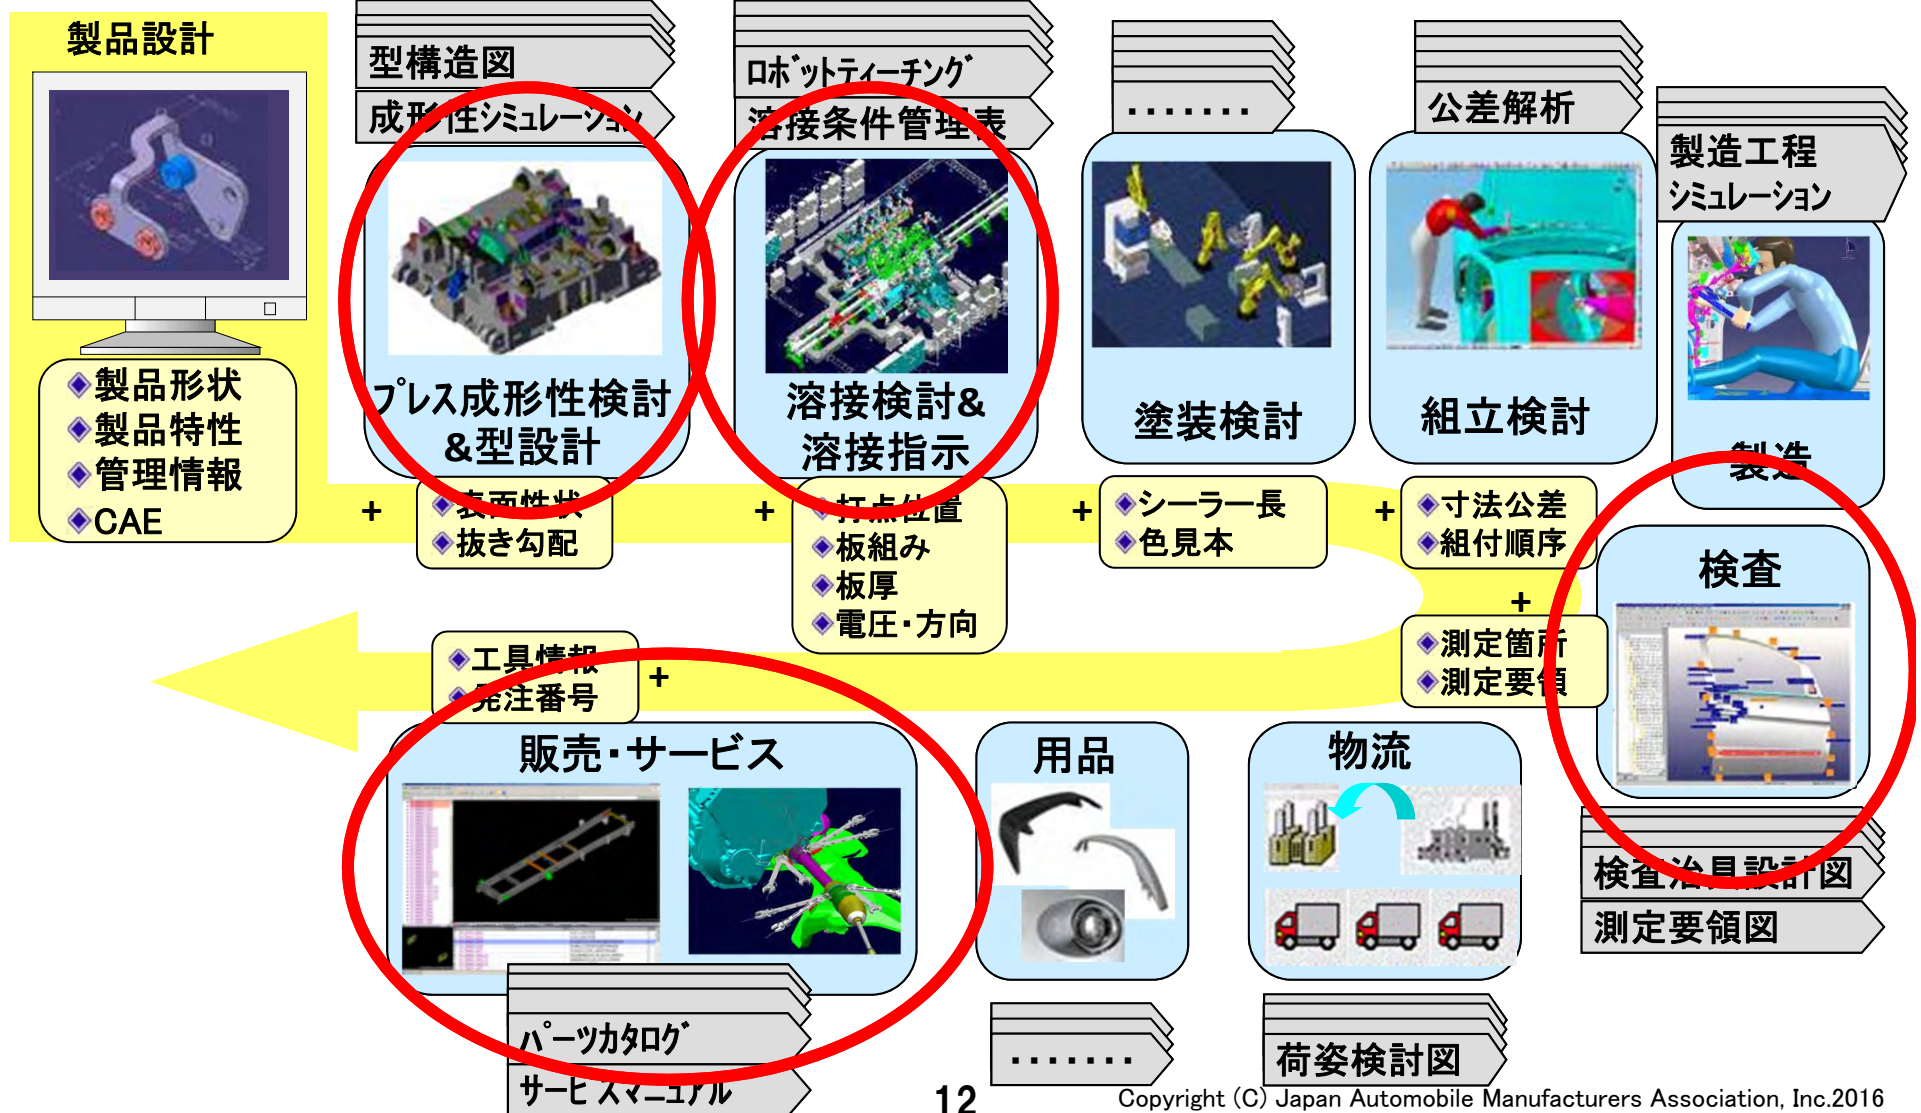 製品設計
◆製品形状
◆製品特性
◆管理情報
◆CAE
型構造図
成形性シミュレーション
プレス成形性検討
&型設計
+
◆表面性状
◆抜き勾配
ロボットティーチング
溶接条件管理表
溶接検討&
溶接指示
+
◆打点位置
◆板組み
◆板厚
◆電圧・方向
・・・・・・・
塗装検討
+
◆シーラー長
◆色見本
公差解析
組立検討
+
◆寸法公差
◆組付順序
製造工程
シミュレーション
製造
検査
+
◆測定箇所
◆測定要領
検査治具設計図
測定要領図
◆工具情報
◆発注番号
+
販売・サービス
パーツカタログ
サービスマニュアル
用品
・・・・・・・
物流
荷姿検討図
12
Copyright (C) Japan Automobile Manufacturers Association, Inc.2016